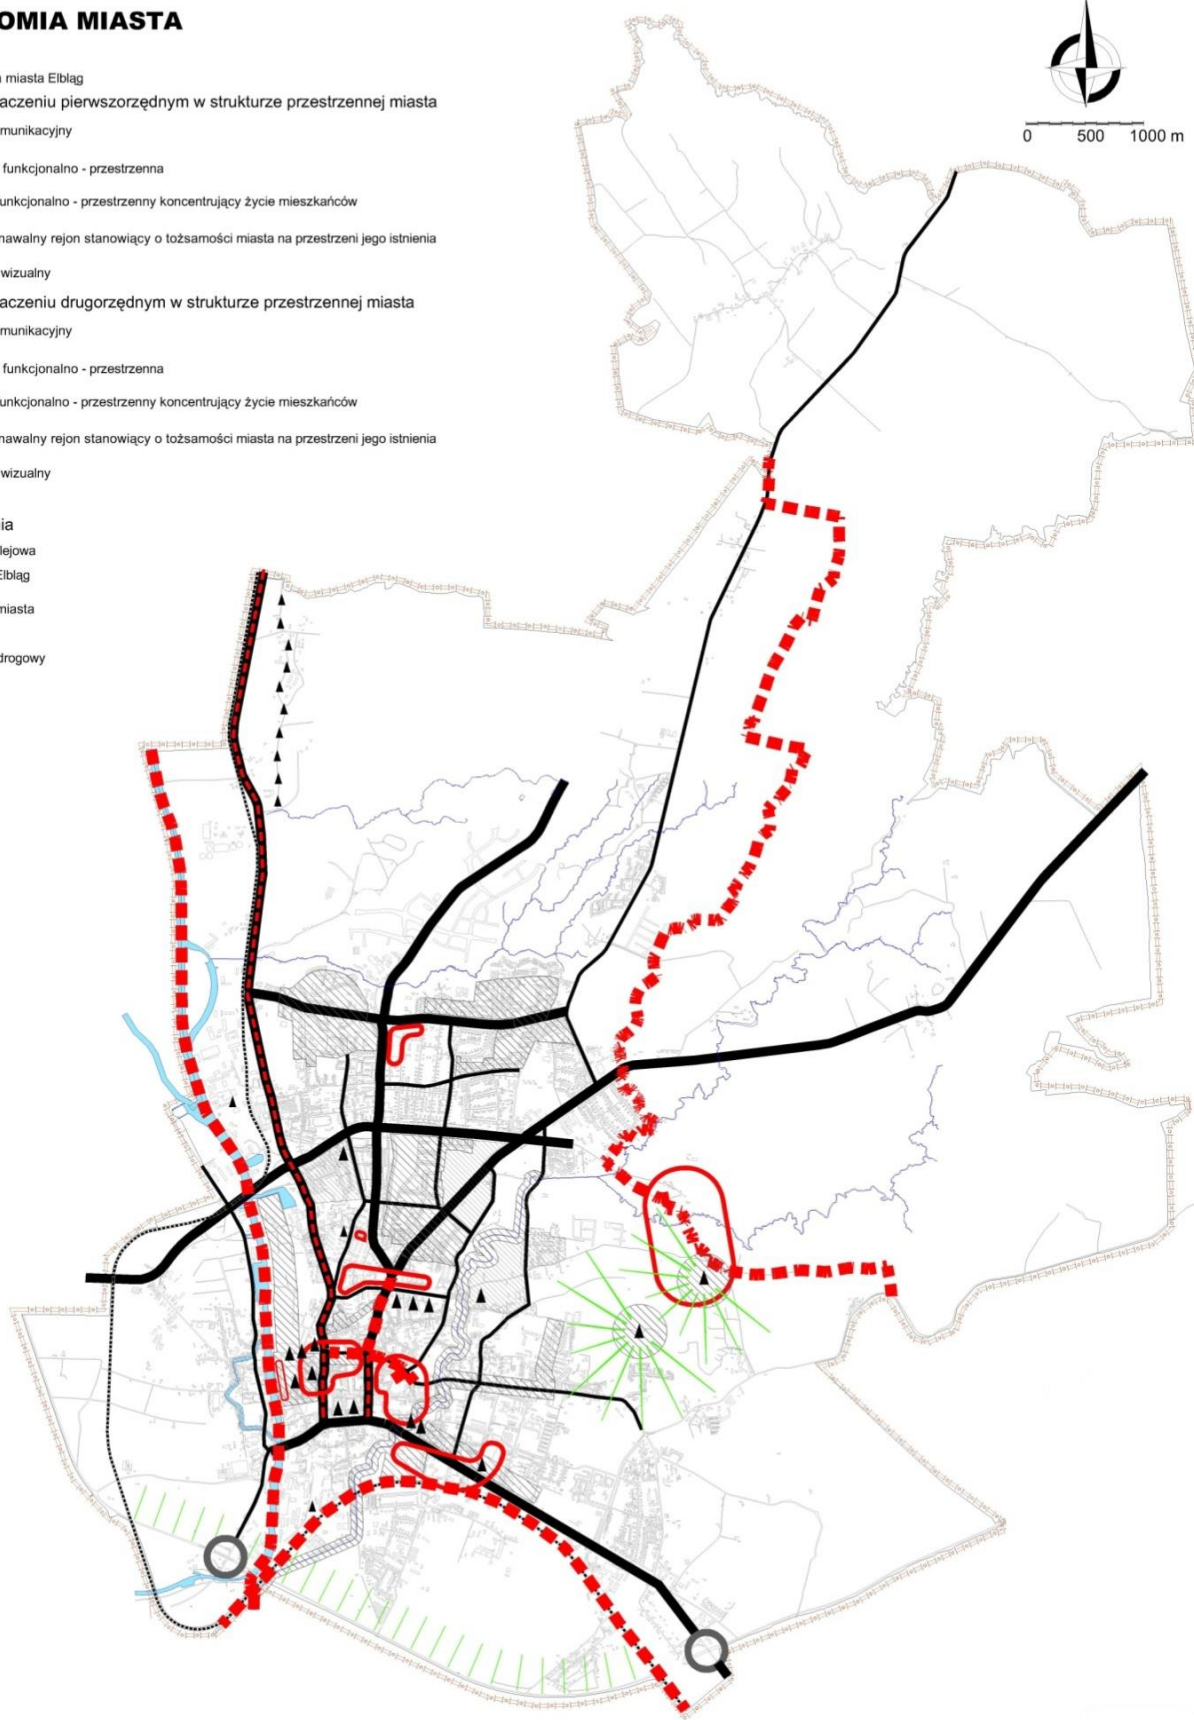 OMIA MIASTA
miasta Elbląg
aczeniu pierwszorzędnym w strukturze przestrzennej miasta
munikacyjny
funkcjonalno - przestrzenna
unkcjonalno - przestrzenny koncentrujący życie mieszkańców
nawalny rejon stanowiący o tożsamości miasta na przestrzeni jego istnienia
wizualny
aczeniu drugorzędnym w strukturze przestrzennej miasta
munikacyjny
funkcjonalno - przestrzenna
unkcjonalno - przestrzenny koncentrujący życie mieszkańców
nawalny rejon stanowiący o tożsamości miasta na przestrzeni jego istnienia
wizualny
ia
lejowa
Elbląg
miasta
drogowy
0 500 1000 m